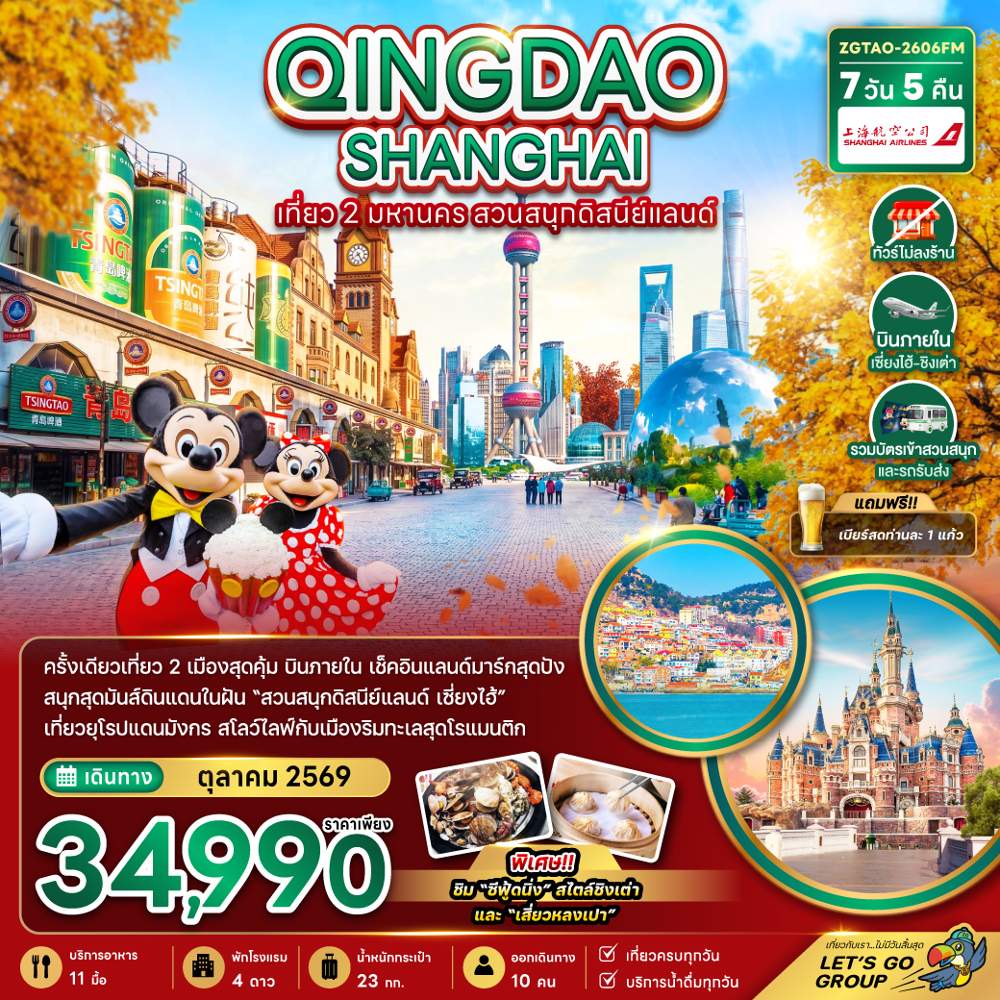 QINGDAO
SHANGHAI
เที่ยว 2 มหานคร สวนสนุกดิสนีย์แลนด์
ZGTAO-2606FM
7 วัน 5 คืน
上海航空公司
SHANGHAI AIRLINES
ทัวร์ไม่ลงร้าน
บินภายใน
เซี่ยงไฮ้-ชิงเต่า
รวมบัตรเข้าสวนสนุก
และรถรับส่ง
แถมฟรี!!
เบียร์สดท่านละ 1 แก้ว
TSINGT
青岛啤酒
TSINGT
青岛啤酒
TSINGTAO
青岛啤酒
青岛
ครั้งเดียวเที่ยว 2 เมืองสุดคุ้ม บินภายใน เช็คอินแลนด์มาร์กสุดปัง
สนุกสุดมันส์ดินแดนในฝัน “สวนสนุกดิสนีย์แลนด์ เซี่ยงไฮ้”
เที่ยวยุโรปแดนมังกร สโลว์ไลฟ์กับเมืองริมทะเลสุดโรแมนติก
เดินทาง ตุลาคม 2569
ราคาเพียง
34,990
พิเศษ!!
ชิม “ซีฟู้ดนึ่ง” สไตล์ชิงเต่า
และ “เสี่ยวหลงเปา”
บริการอาหาร
11 มื้อ
พักโรงแรม
4 ดาว
น้ำหนักกระเป๋า
23 กก.
ออกเดินทาง
10 คน
เที่ยวครบทุกวัน
บริการน้ำดื่มทุกวัน
เที่ยวกับเรา...ไม่มีวันสิ้นสุด
LET'S GO
GROUP